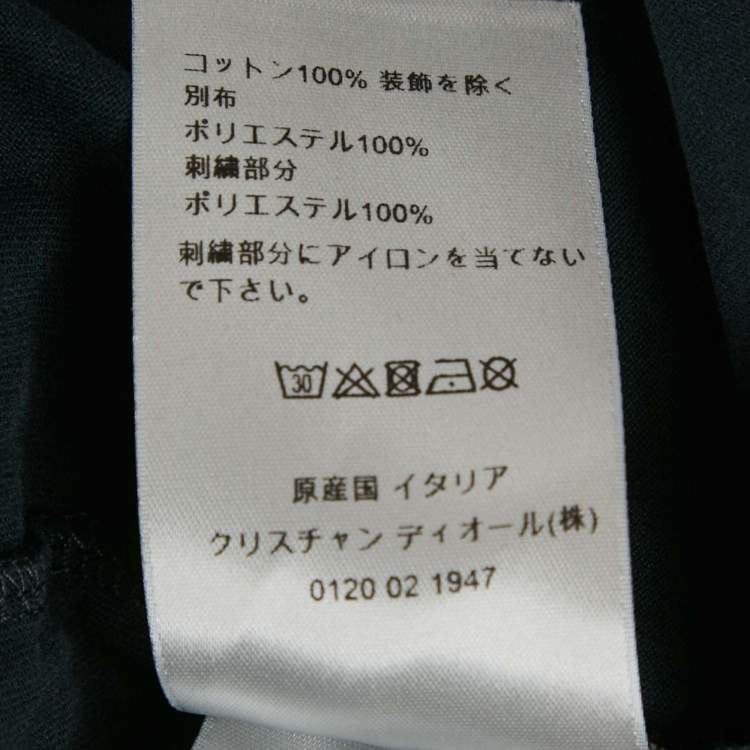 コットン100% 装飾を除く
別布
ポリエステル100%
刺繍部分
ポリエステル100%
刺繍部分にアイロンを当てない
で下さい。
30
原産国 イタリア
クリスチャン ディオール(株)
0120 02 1947